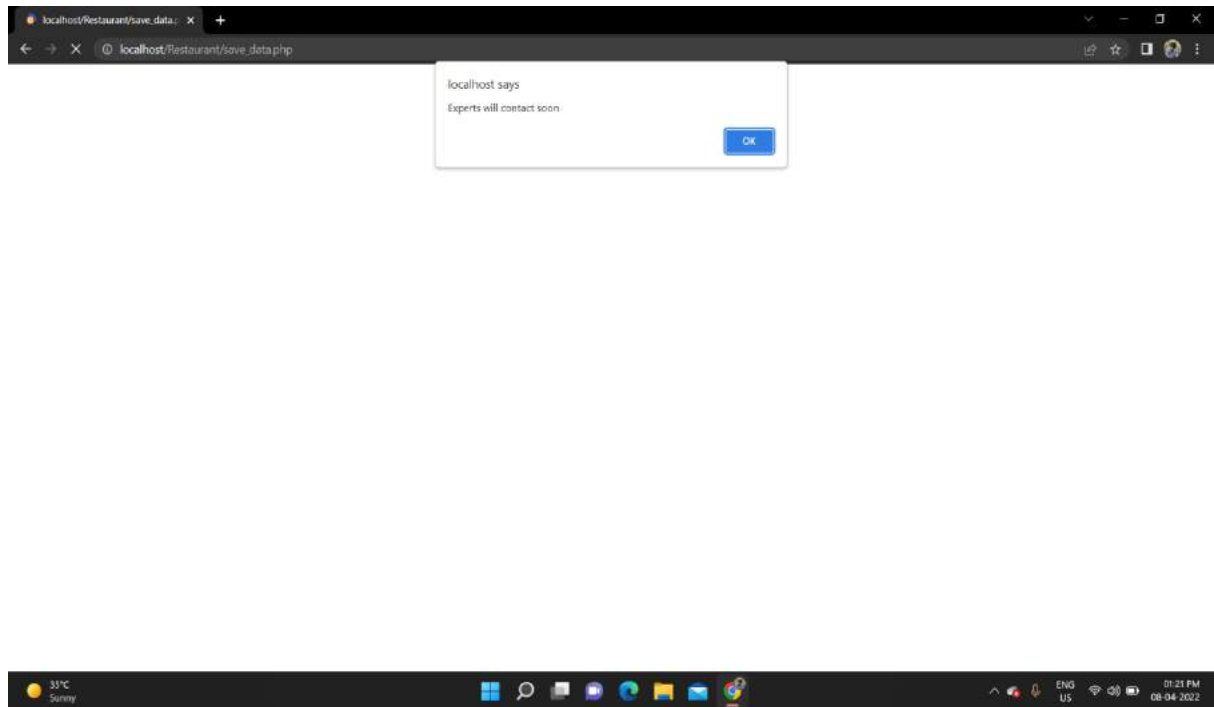 localhost/Restaurant/save_data.p
localhost/Restaurant/save_data.php
localhost says
Experts will contact soon
OK
35°C
Sunny
ENG
US
01:21 PM
08-04-2022